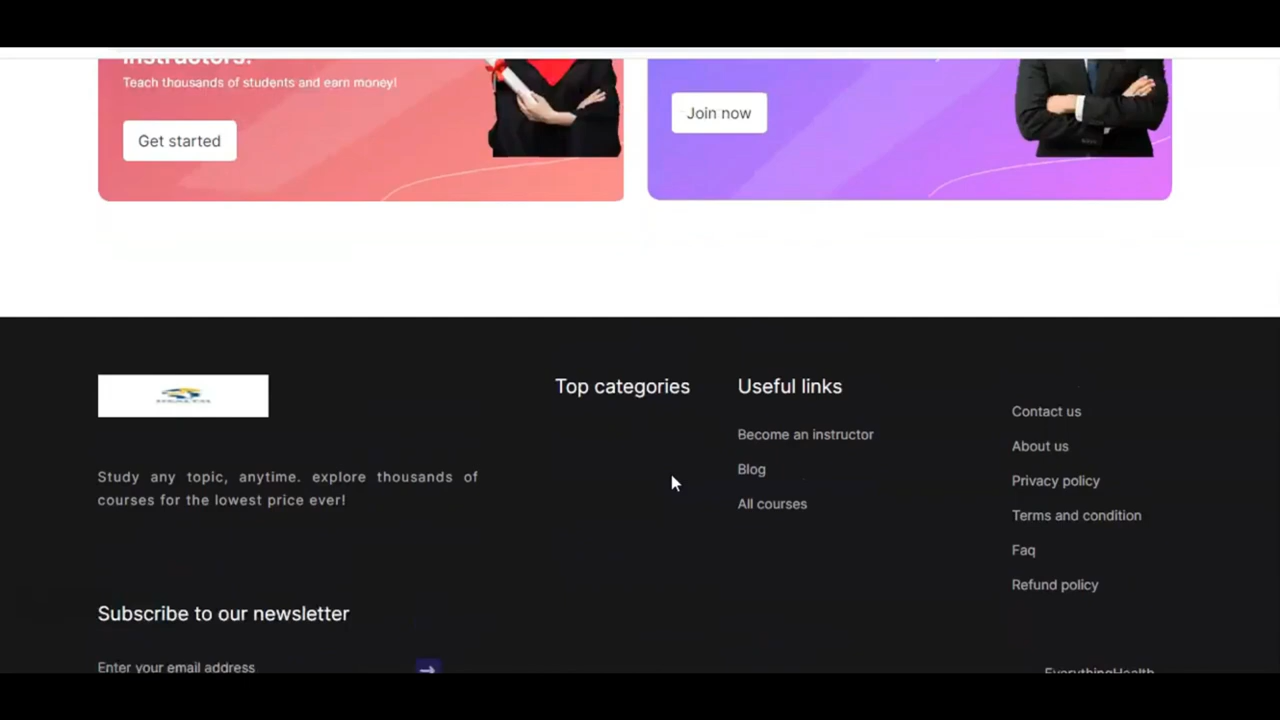 Instructors!
Teach thousands of students and earn money!
Get started
Join now
Top categories
Useful links
Become an instructor
Blog
All courses
Contact us
About us
Privacy policy
Terms and condition
Faq
Refund policy
Study any topic, anytime. explore thousands of
courses for the lowest price ever!
Subscribe to our newsletter
Enter your email address
EverythingHealth